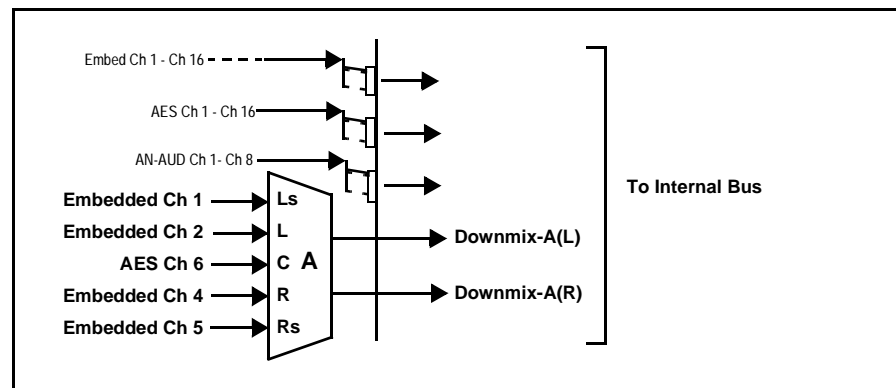 Embed Ch 1 - Ch 16
AES Ch 1 - Ch 16
AN-AUD Ch 1- Ch 8
Embedded Ch 1
Ls
Embedded Ch 2
L
AES Ch 6
C
A
Embedded Ch 4
R
Embedded Ch 5
Rs
Downmix-A(L)
Downmix-A(R)
To Internal Bus